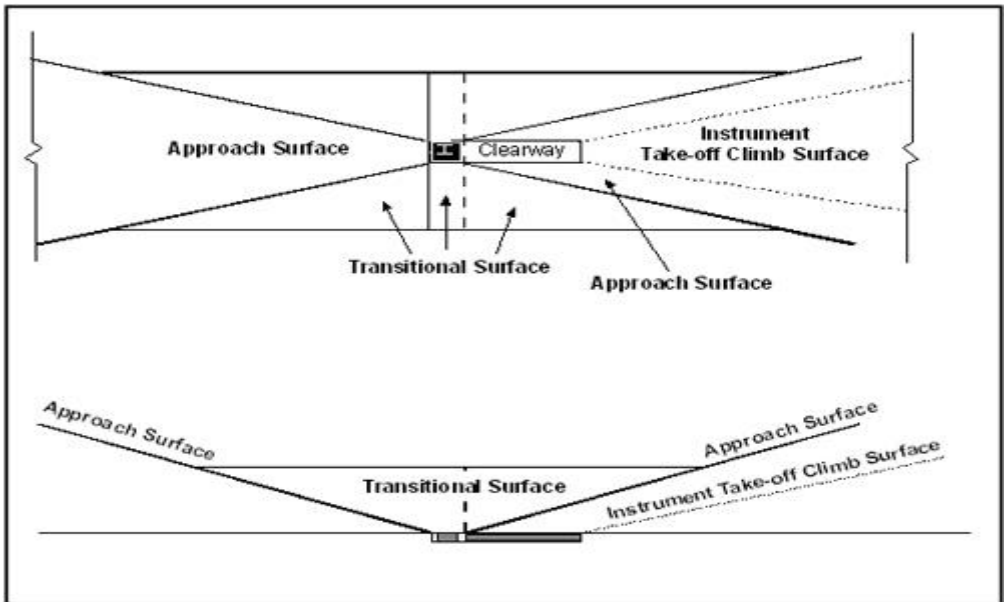 Approach Surface
H
Clearway
Instrument
Take-off Climb Surface
Transitional Surface
Approach Surface
Approach Surface
Approach Surface
Transitional Surface
Instrument Take-off Climb Surface